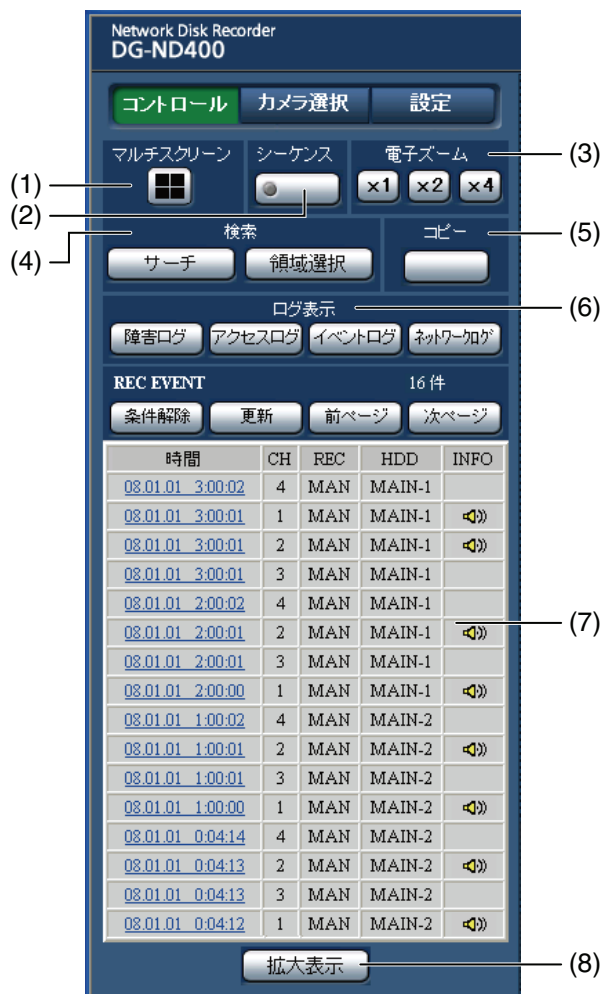 Network Disk Recorder
DG-ND400
コントロール カメラ選択 設定
マルチスクリーン シーケンス 電子ズーム (3)
(1) ×1 ×2 ×4
(2)
(4) 検索 コピー (5)
サーチ 領域選択
ログ表示 (6)
障害ログ アクセスログ イベントログ ネットワークログ
REC EVENT 16 件
条件解除 更新 前ページ 次ページ
時間 CH REC HDD INFO
08.01.01 3:00:02 4 MAN MAIN-1
08.01.01 3:00:01 1 MAN MAIN-1
08.01.01 3:00:01 2 MAN MAIN-1
08.01.01 3:00:01 3 MAN MAIN-1
08.01.01 2:00:02 4 MAN MAIN-1
08.01.01 2:00:01 2 MAN MAIN-1 (7)
08.01.01 2:00:01 3 MAN MAIN-1
08.01.01 2:00:00 1 MAN MAIN-1
08.01.01 1:00:02 4 MAN MAIN-2
08.01.01 1:00:01 2 MAN MAIN-2
08.01.01 1:00:01 3 MAN MAIN-2
08.01.01 1:00:00 1 MAN MAIN-2
08.01.01 0:04:14 4 MAN MAIN-2
08.01.01 0:04:13 2 MAN MAIN-2
08.01.01 0:04:13 3 MAN MAIN-2
08.01.01 0:04:12 1 MAN MAIN-2
拡大表示 (8)